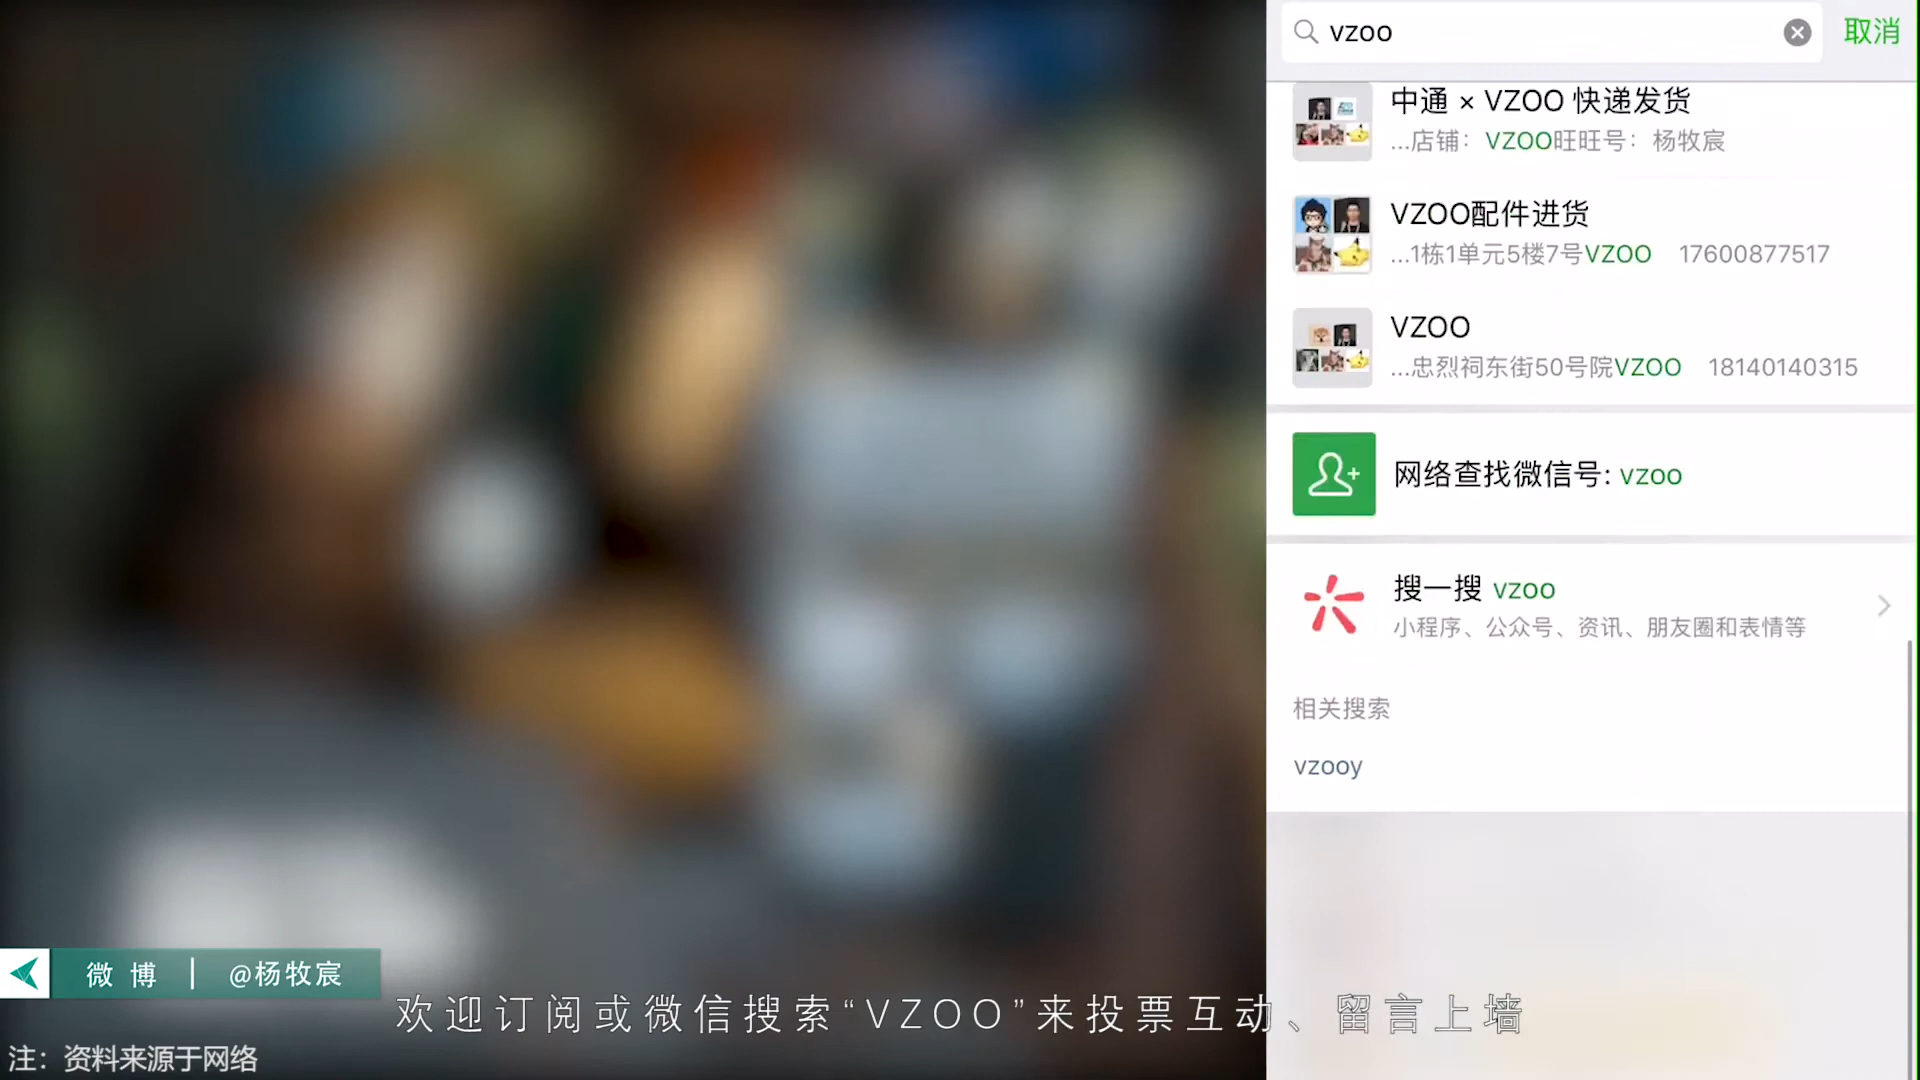 vzoo
取消
中通 × VZOO 快递发货
...店铺：VZOO旺旺号：杨牧宸
VZOO配件进货
...1栋1单元5楼7号VZOO 17600877517
VZOO
...忠烈祠东街50号院VZOO 18140140315
网络查找微信号: vzoo
搜一搜 vzoo
小程序、公众号、资讯、朋友圈和表情等
相关搜索
vzooy
微博 | @杨牧宸
欢迎订阅或微信搜索“VZOO”来投票互动、留言上墙
注：资料来源于网络